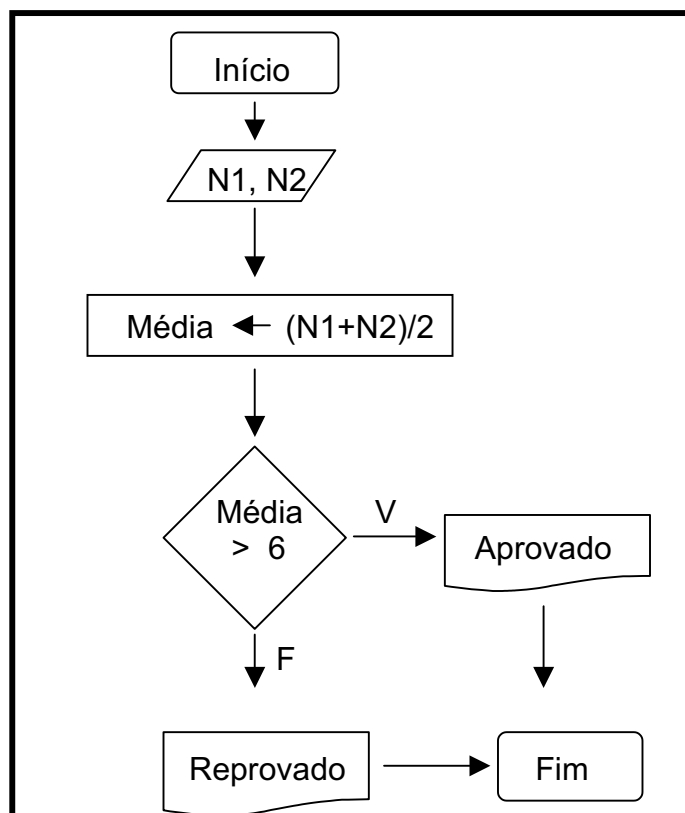 Início
N1, N2
Média ← (N1+N2)/2
Média
> 6
V
Aprovado
F
Reprovado
Fim